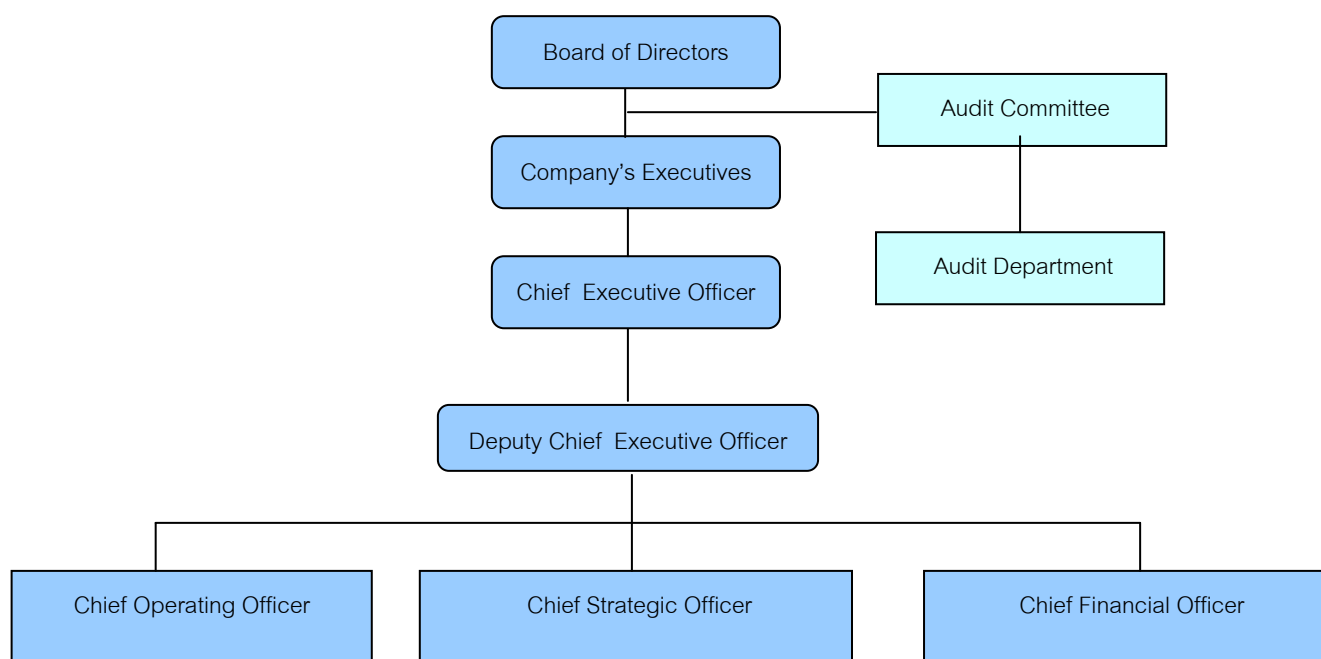 Board of Directors
Audit Committee
Company’s Executives
Audit Department
Chief  Executive Officer
Deputy Chief  Executive Officer
Chief Operating Officer
Chief Strategic Officer
Chief Financial Officer